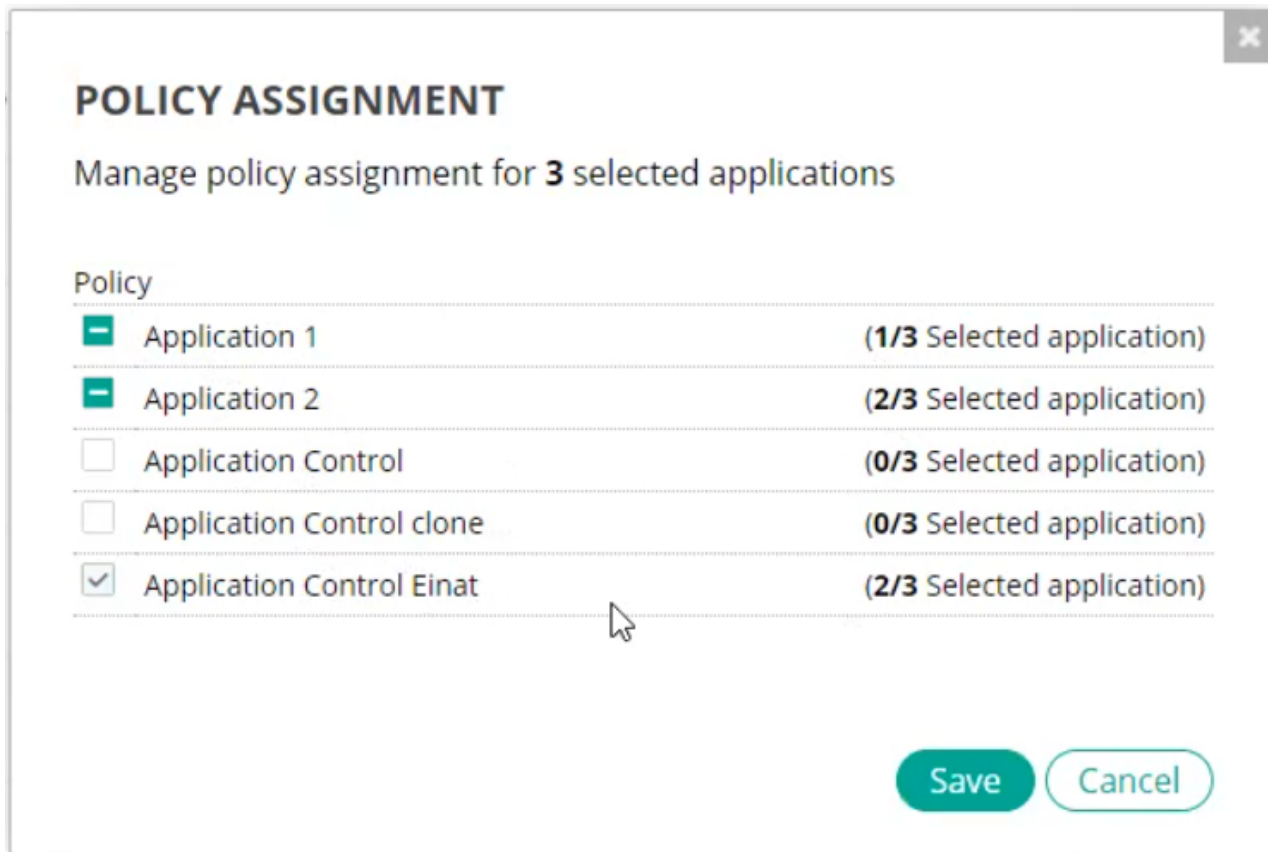 POLICY ASSIGNMENT
Manage policy assignment for 3 selected applications
Policy
Application 1 (1/3 Selected application)
Application 2 (2/3 Selected application)
Application Control (0/3 Selected application)
Application Control clone (0/3 Selected application)
Application Control Einat (2/3 Selected application)
Save Cancel